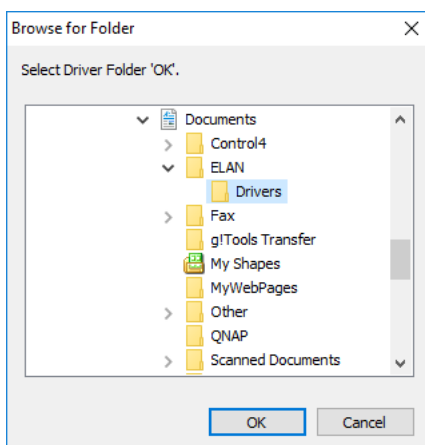 Browse for Folder
Select Driver Folder 'OK'.
Documents
Control4
ELAN
Drivers
Fax
g!Tools Transfer
My Shapes
MyWebPages
Other
QNAP
Scanned Documents
OK Cancel